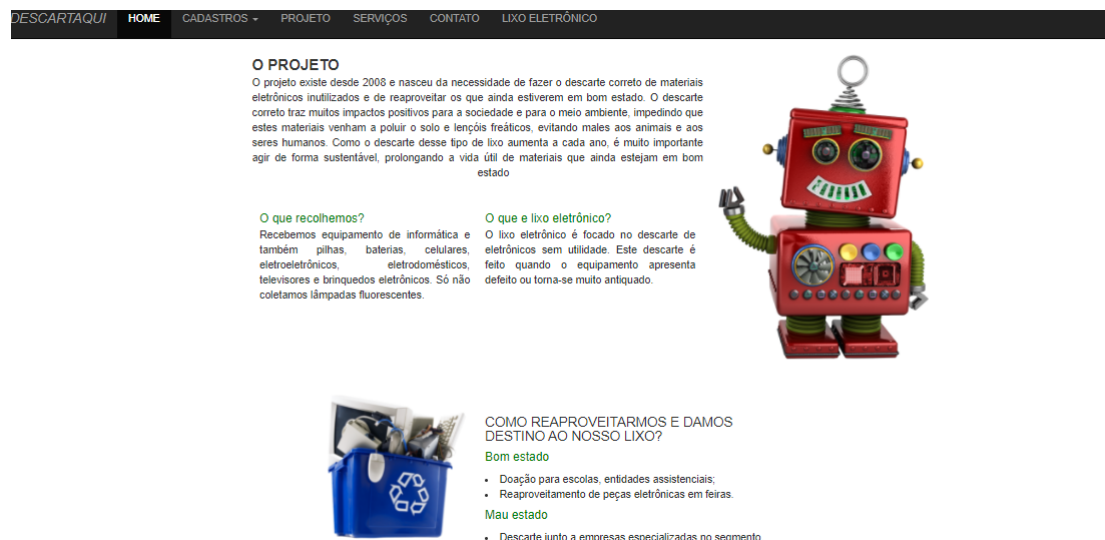 DESCARTAQUI HOME CADASTROS PROJETO SERVIÇOS CONTATO LIXO ELETRÔNICO
O PROJETO
O projeto existe desde 2008 e nasceu da necessidade de fazer o descarte correto de materiais
eletrônicos inutilizados e de reaproveitar os que ainda estiverem em bom estado. O descarte
correto traz muitos impactos positivos para a sociedade e para o meio ambiente, impedindo que
estes materiais venham a poluir o solo e lençóis freáticos, evitando males aos animais e aos
seres humanos. Como o descarte desse tipo de lixo aumenta a cada ano, é muito importante
agir de forma sustentável, prolongando a vida útil de materiais que ainda estejam em bom
estado
O que recolhemos?
Recebemos equipamento de informática e
também pilhas, baterias, celulares,
eletroeletrônicos, eletrodomésticos,
televisores e brinquedos eletrônicos. Só não
coletamos lâmpadas fluorescentes.
O que e lixo eletrônico?
O lixo eletrônico é focado no descarte de
eletrônicos sem utilidade. Este descarte é
feito quando o equipamento apresenta
defeito ou torna-se muito antiquado.
COMO REAPROVEITARMOS E DAMOS
DESTINO AO NOSSO LIXO?
Bom estado
• Doação para escolas, entidades assistenciais;
• Reaproveitamento de peças eletrônicas em feiras.
Mau estado
• Descarte junto a empresas especializadas no segmento